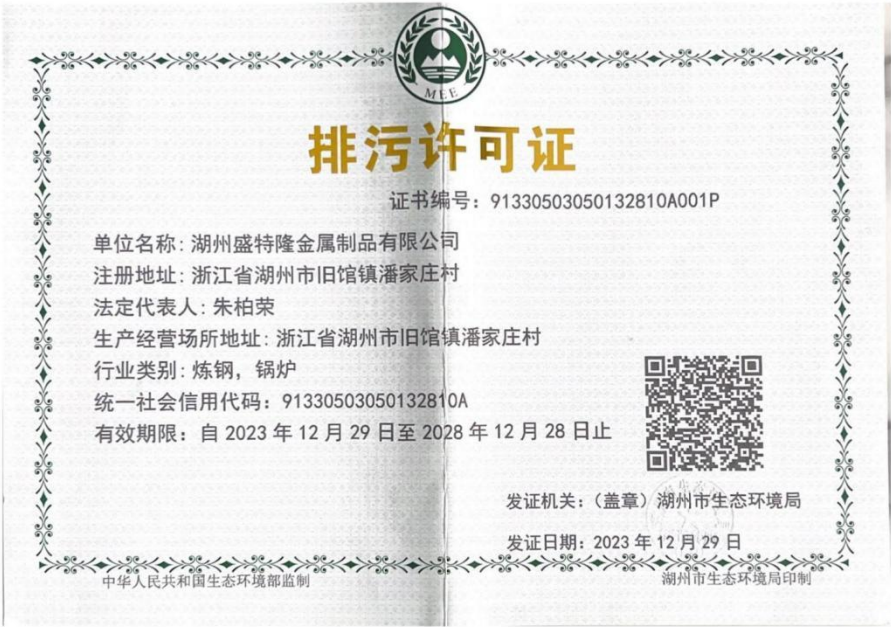 MEE
排污许可证
证书编号：91330503050132810A001P
单位名称：湖州盛特隆金属制品有限公司
注册地址：浙江省湖州市旧馆镇潘家庄村
法定代表人：朱柏荣
生产经营场所地址：浙江省湖州市旧馆镇潘家庄村
行业类别：炼钢，锅炉
统一社会信用代码：91330503050132810A
有效期限：自 2023 年 12 月 29 日至 2028 年 12 月 28 日止
发证机关：（盖章）湖州市生态环境局
发证日期：2023 年 12 月 29 日
中华人民共和国生态环境部监制
湖州市生态环境局印制